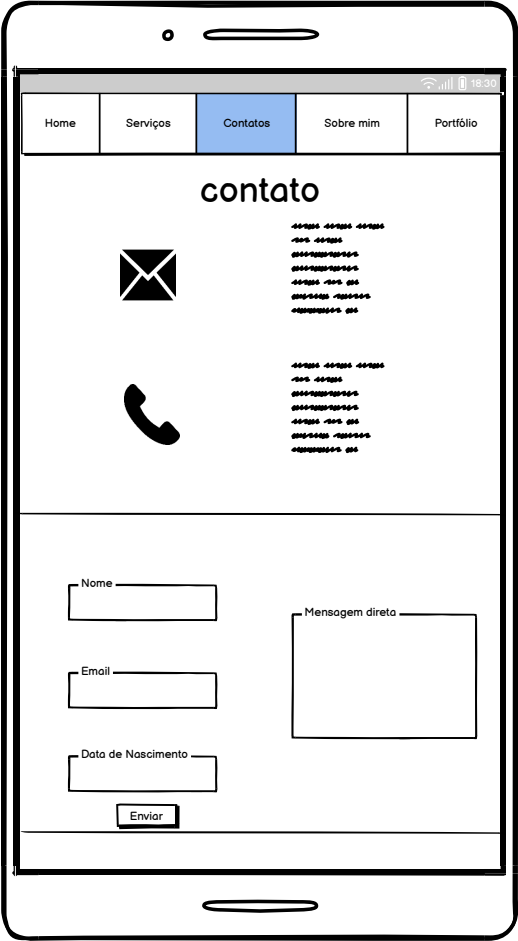 18:30
Home
Serviços
Contatos
Sobre mim
Portfólio
contato
Nome
Mensagem direta
Email
Data de Nascimento
Enviar